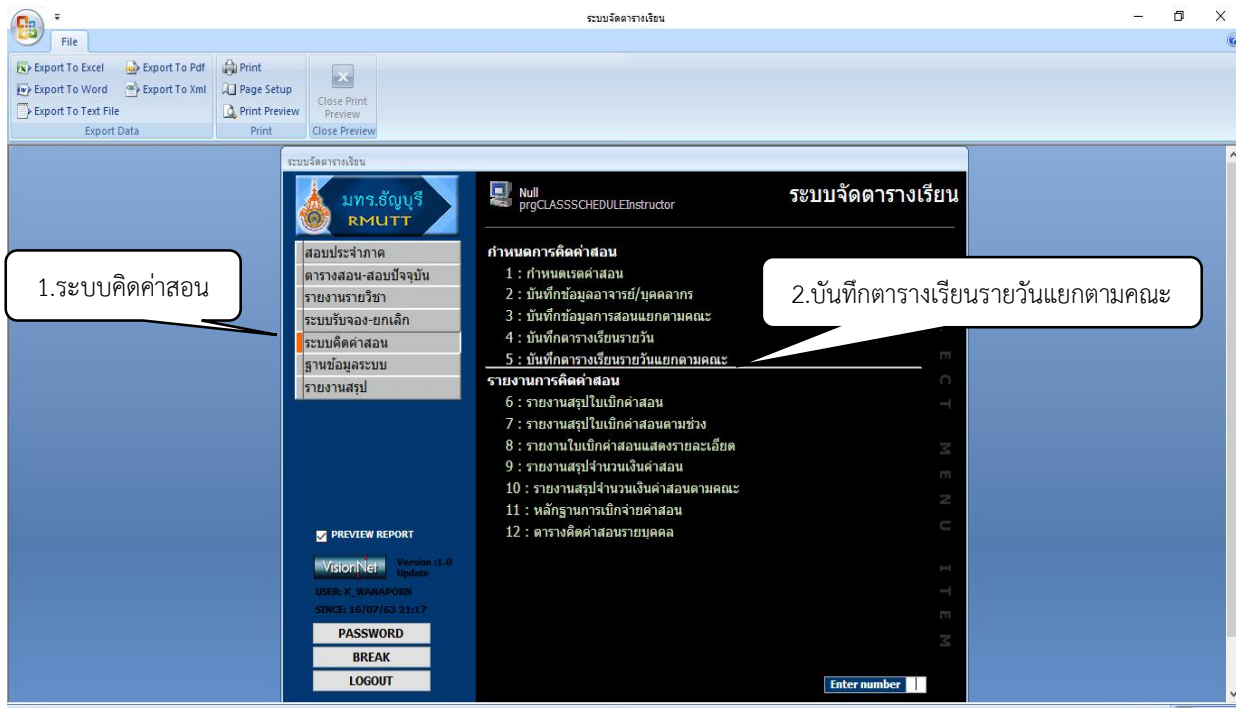 ระบบจัดตารางเรียน
File
Export To Excel
Export To Pdf
Print
Export To Word
Export To Xml
Page Setup
Export To Text File
Print Preview
Close Print
Preview
Export Data
Print
Close Preview
ระบบจัดตารางเรียน
มทร.ธัญบุรี
RMUTT
Null
prgCLASSSCHEDULEInstructor
ระบบจัดตารางเรียน
1.ระบบคิดค่าสอน
สอบประจำภาค
ตารางสอน-สอบปัจจุบัน
รายงานรายวิชา
ระบบรับจอง-ยกเลิก
ระบบคิดค่าสอน
ฐานข้อมูลระบบ
รายงานสรุป
กำหนดการคิดค่าสอน
1 : กำหนดเรตค่าสอน
2 : บันทึกข้อมูลอาจารย์/บุคคลากร
3 : บันทึกข้อมูลการสอนแยกตามคณะ
4 : บันทึกตารางเรียนรายวัน
5 : บันทึกตารางเรียนรายวันแยกตามคณะ
2.บันทึกตารางเรียนรายวันแยกตามคณะ
รายงานการคิดค่าสอน
6 : รายงานสรุปใบเบิกค่าสอน
7 : รายงานสรุปใบเบิกค่าสอนตามช่วง
8 : รายงานใบเบิกค่าสอนแสดงรายละเอียด
9 : รายงานสรุปจำนวนเงินค่าสอน
10 : รายงานสรุปจำนวนเงินค่าสอนตามคณะ
11 : หลักฐานการเบิกจ่ายค่าสอน
12 : ตารางคิดค่าสอนรายบุคคล
ECT MENU ITEM
PREVIEW REPORT
VisionNet
Version :1.0
Update
USER: K_WANAPORN
SINCE: 16/07/63 21:17
PASSWORD
BREAK
LOGOUT
Enter number